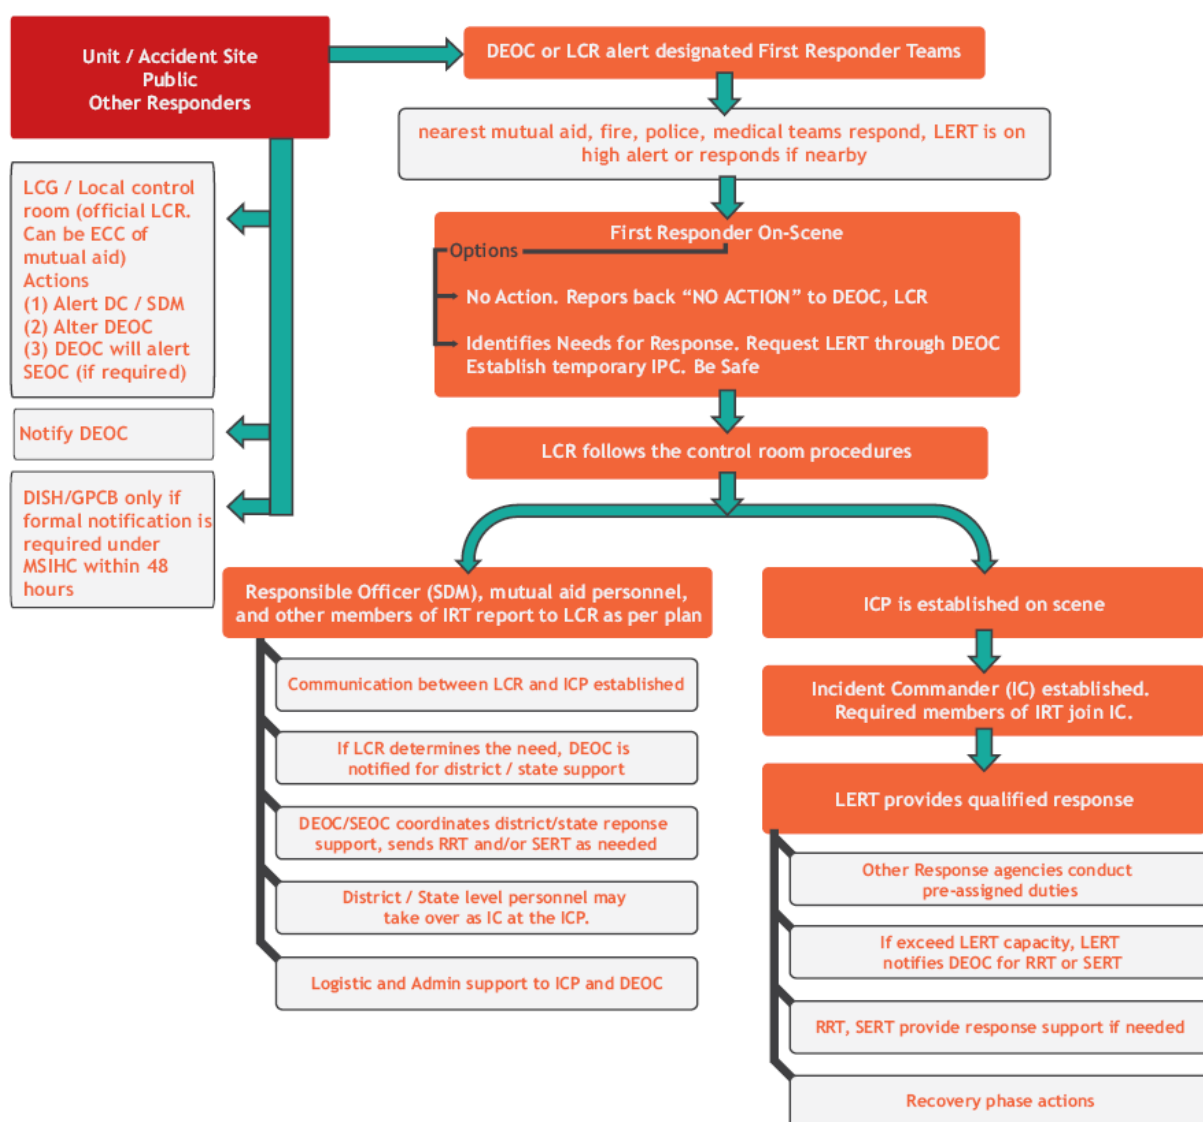 Unit / Accident Site
Public
Other Responders
DEOC or LCR alert designated First Responder Teams
nearest mutual aid, fire, police, medical teams respond, LERT is on
high alert or responds if nearby
LCG / Local control
room (official LCR.
Can be ECC of
mutual aid)
Actions
(1) Alert DC / SDM
(2) Alter DEOC
(3) DEOC will alert
SEOC (if required)
Notify DEOC
DISH/GPCB only if
formal notification is
required under
MSIHC within 48
hours
First Responder On-Scene
Options
No Action. Repors back “NO ACTION” to DEOC, LCR
Identifies Needs for Response. Request LERT through DEOC
Establish temporary IPC. Be Safe
LCR follows the control room procedures
Responsible Officer (SDM), mutual aid personnel,
and other members of IRT report to LCR as per plan
Communication between LCR and ICP established
If LCR determines the need, DEOC is
notified for district / state support
DEOC/SEOC coordinates district/state reponse
support, sends RRT and/or SERT as needed
District / State level personnel may
take over as IC at the ICP.
Logistic and Admin support to ICP and DEOC
ICP is established on scene
Incident Commander (IC) established.
Required members of IRT join IC.
LERT provides qualified response
Other Response agencies conduct
pre-assigned duties
If exceed LERT capacity, LERT
notifies DEOC for RRT or SERT
RRT, SERT provide response support if needed
Recovery phase actions